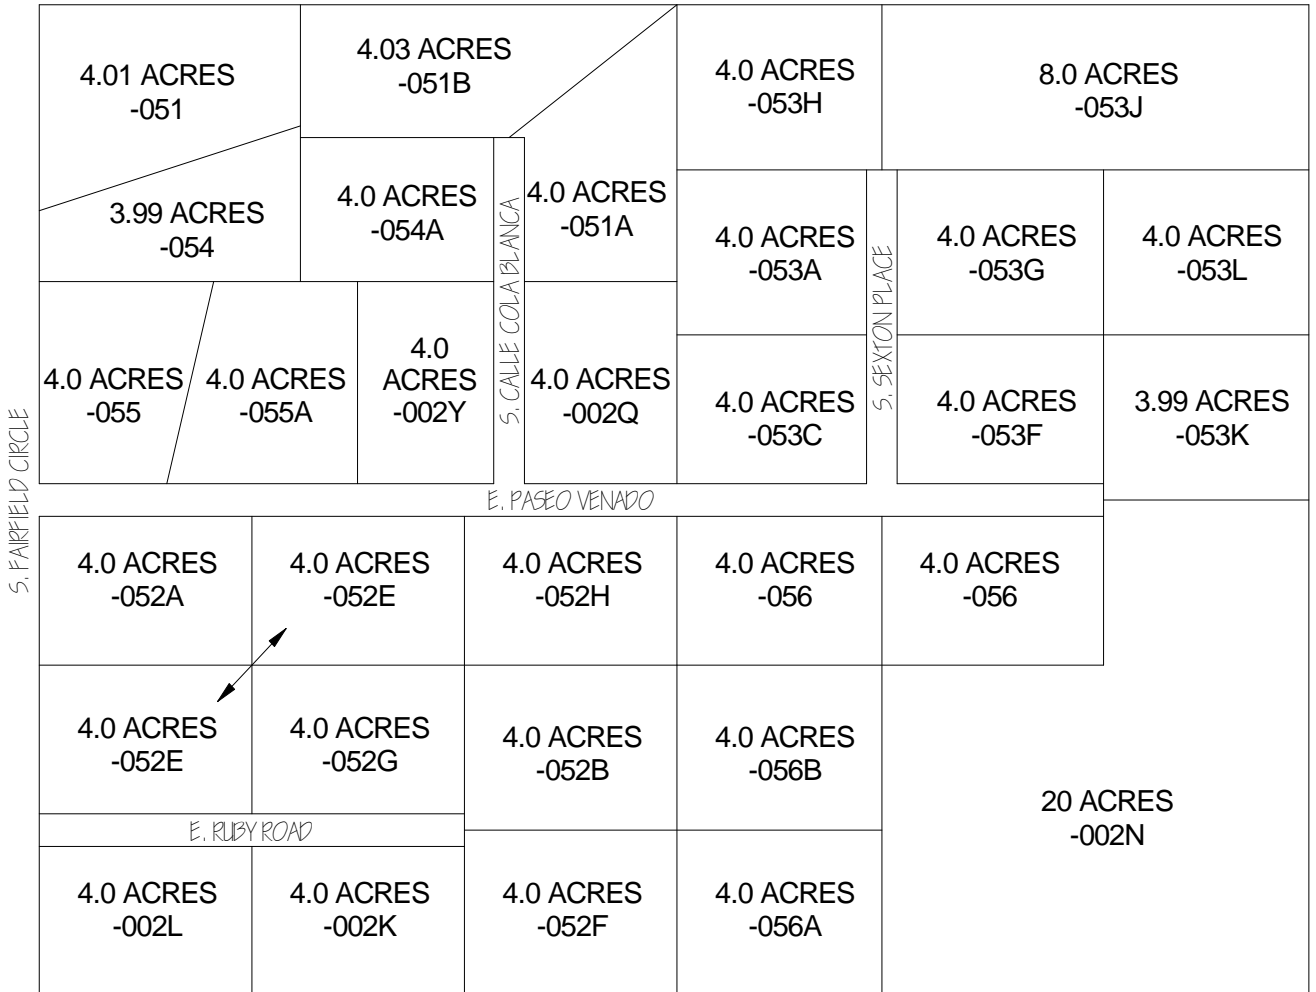 4.01 ACRES
-051
4.03 ACRES
-051B
4.0 ACRES
-053H
8.0 ACRES
-053J
3.99 ACRES
-054
4.0 ACRES
-054A
S. CALLE COLA BLANCA
4.0 ACRES
-051A
4.0 ACRES
-053A
S. SEXTON PLACE
4.0 ACRES
-053G
4.0 ACRES
-053L
4.0 ACRES
-055
4.0 ACRES
-055A
4.0
ACRES
-002Y
4.0 ACRES
-002Q
4.0 ACRES
-053C
4.0 ACRES
-053F
3.99 ACRES
-053K
S. FAIRFIELD CIRCLE
E. PASEO VENADO
4.0 ACRES
-052A
4.0 ACRES
-052E
4.0 ACRES
-052H
4.0 ACRES
-056
4.0 ACRES
-056
4.0 ACRES
-052E
4.0 ACRES
-052G
4.0 ACRES
-052B
4.0 ACRES
-056B
20 ACRES
-002N
E. RUBY ROAD
4.0 ACRES
-002L
4.0 ACRES
-002K
4.0 ACRES
-052F
4.0 ACRES
-056A